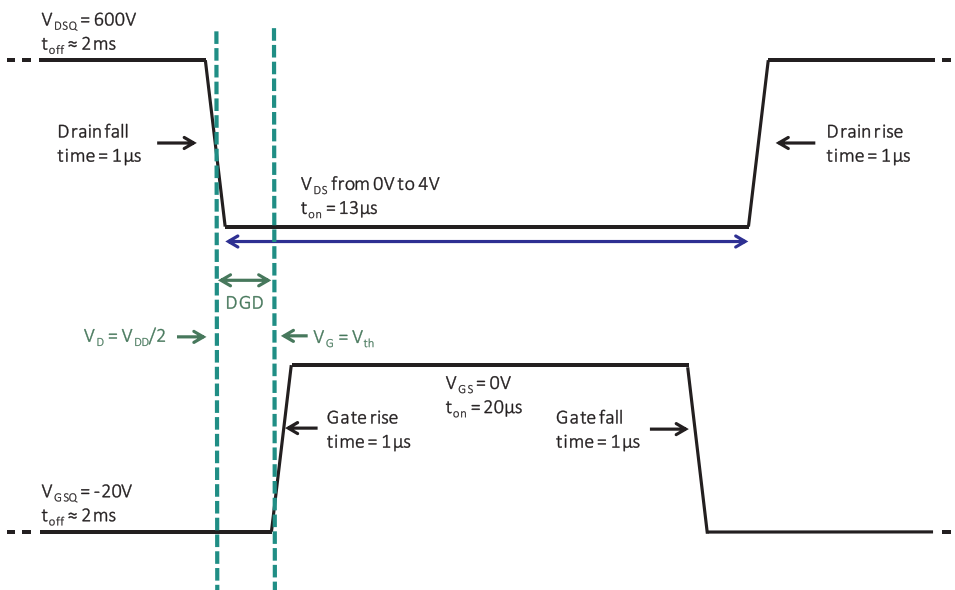 V_DSQ = 600V
t_off ≈ 2ms
Drain fall
time = 1µs
Drain rise
time = 1µs
V_DS from 0V to 4V
t_on = 13µs
DGD
V_D = V_DD/2
V_G = V_th
V_GS = 0V
t_on = 20µs
Gate rise
time = 1µs
Gate fall
time = 1µs
V_GSQ = -20V
t_off ≈ 2ms